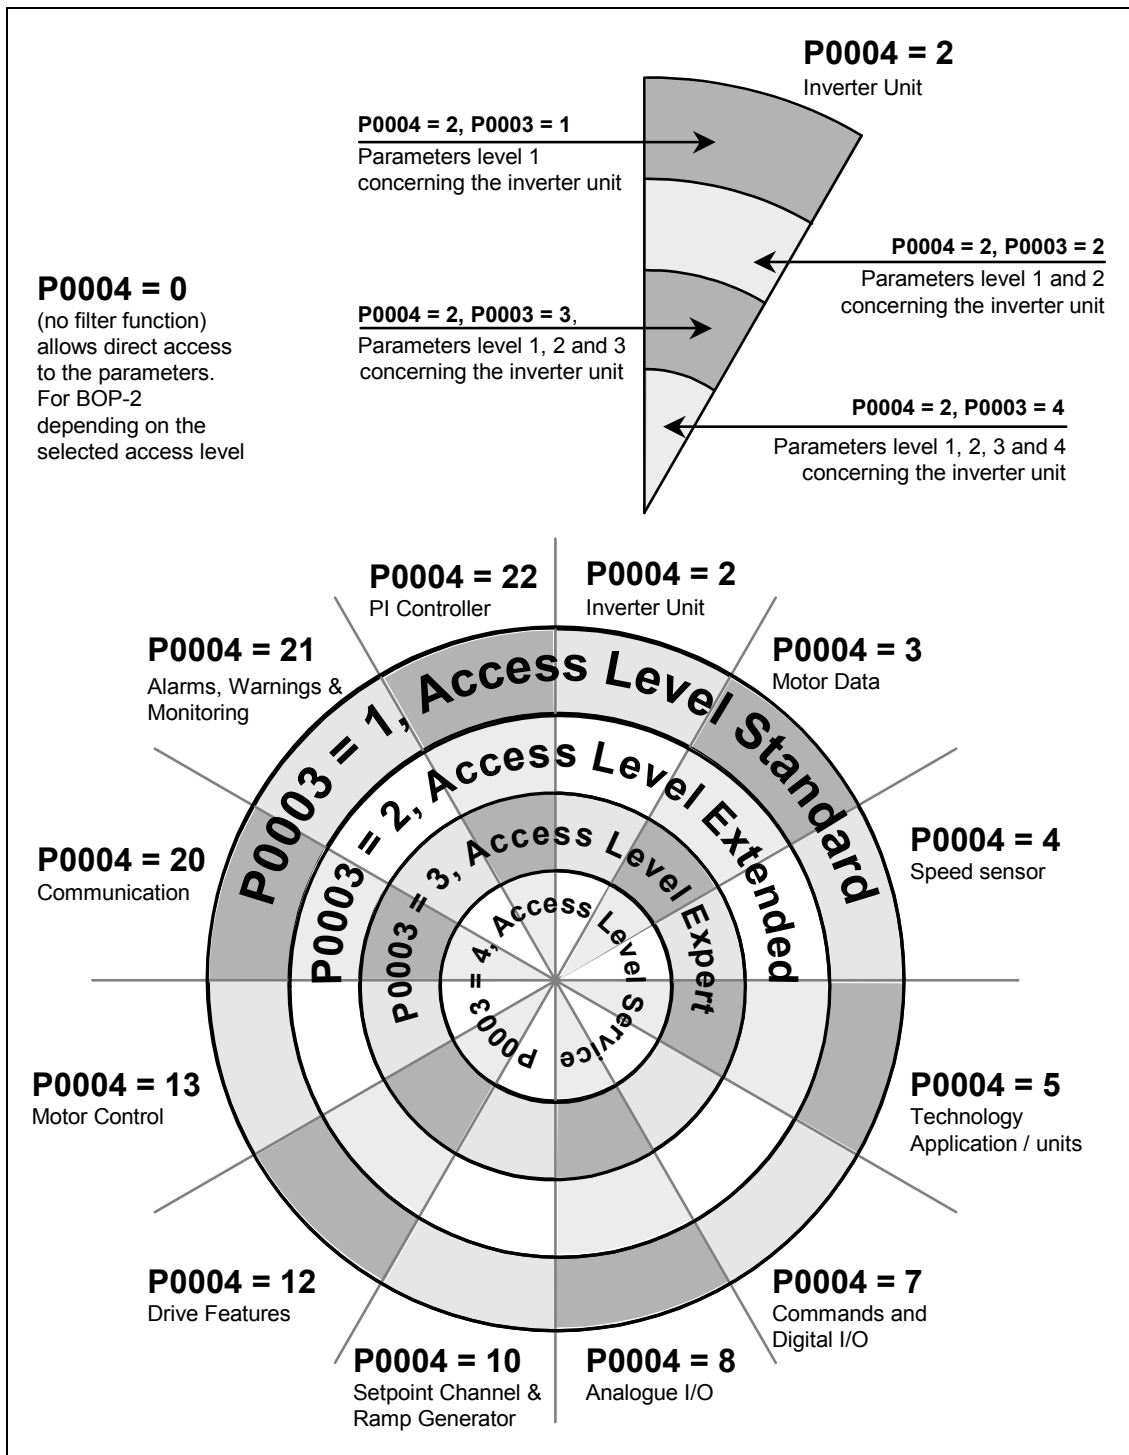 P0004 = 2
Inverter Unit
P0004 = 2, P0003 = 1
Parameters level 1
concerning the inverter unit
P0004 = 2, P0003 = 2
Parameters level 1 and 2
concerning the inverter unit
P0004 = 0
(no filter function)
allows direct access
to the parameters.
For BOP-2
depending on the
selected access level
P0004 = 2, P0003 = 3,
Parameters level 1, 2 and 3
concerning the inverter unit
P0004 = 2, P0003 = 4
Parameters level 1, 2, 3 and 4
concerning the inverter unit
P0004 = 22
PI Controller
P0004 = 2
Inverter Unit
P0004 = 21
Alarms, Warnings &
Monitoring
P0004 = 3
Motor Data
P0003 = 1, Access Level Standard
P0003 = 2, Access Level Extended
P0003 = 3, Access Level Expert
P0003 = 4, Access Level Service
P0004 = 20
Communication
P0004 = 4
Speed sensor
P0004 = 13
Motor Control
P0004 = 5
Technology
Application / units
P0004 = 12
Drive Features
P0004 = 7
Commands and
Digital I/O
P0004 = 10
Setpoint Channel &
Ramp Generator
P0004 = 8
Analogue I/O